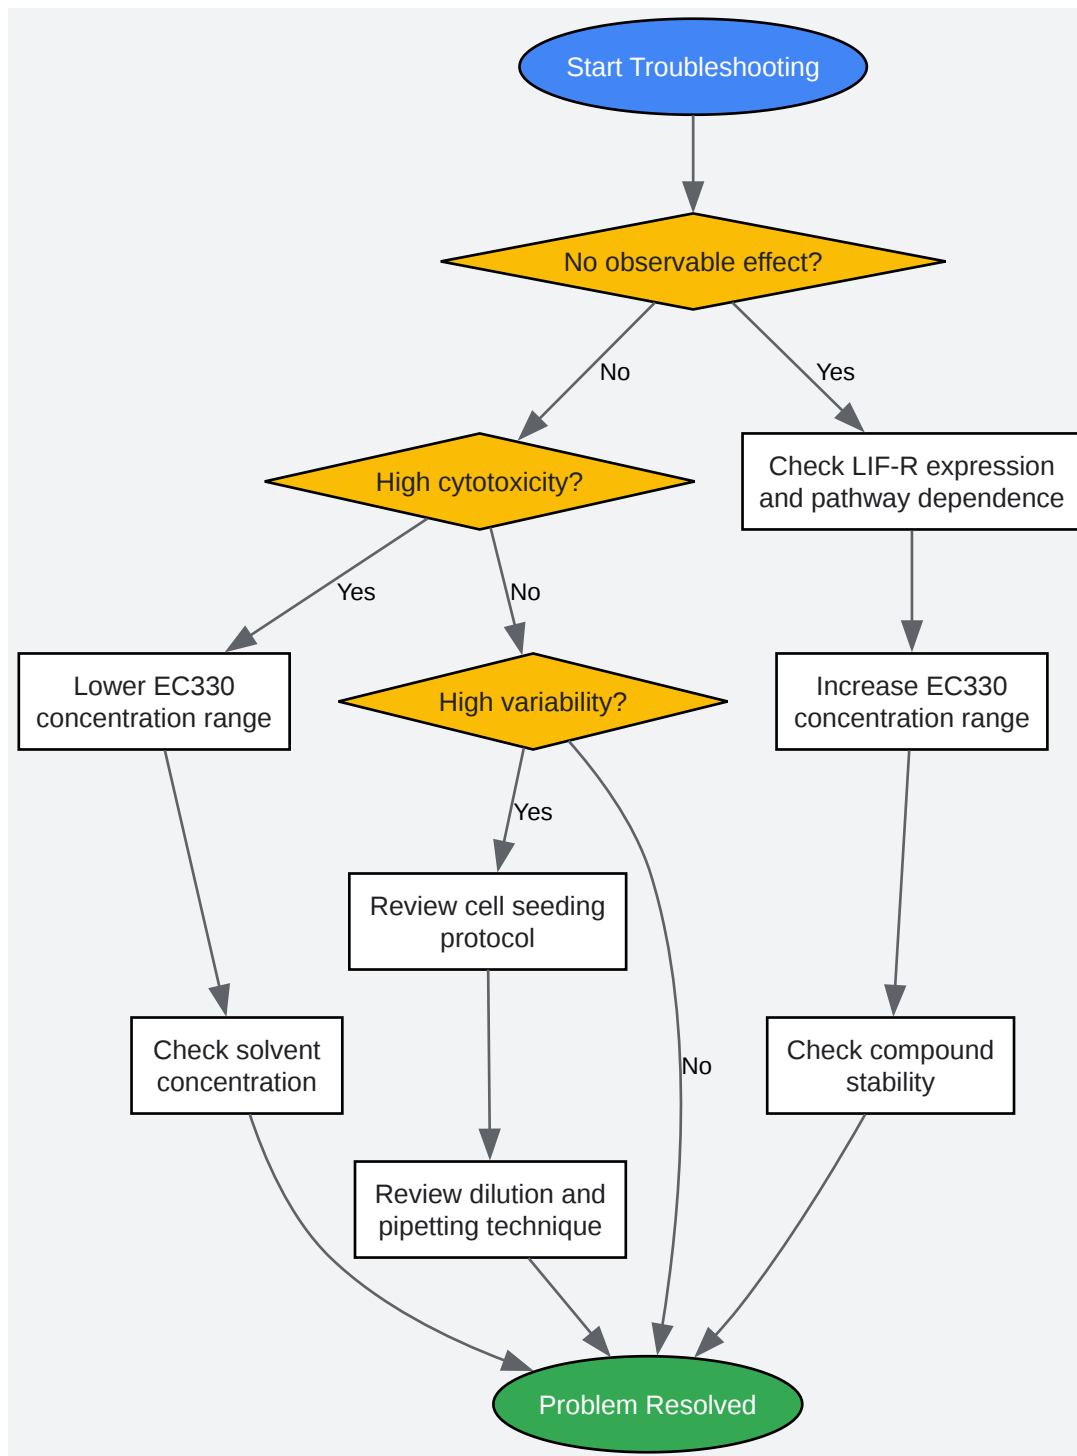 Start Troubleshooting
No observable effect?
No
Yes
High cytotoxicity?
Check LIF-R expression
and pathway dependence
Yes
No
Lower EC330
concentration range
High variability?
Increase EC330
concentration range
Yes
Review cell seeding
protocol
Check solvent
concentration
No
Check compound
stability
Review dilution and
pipetting technique
Problem Resolved